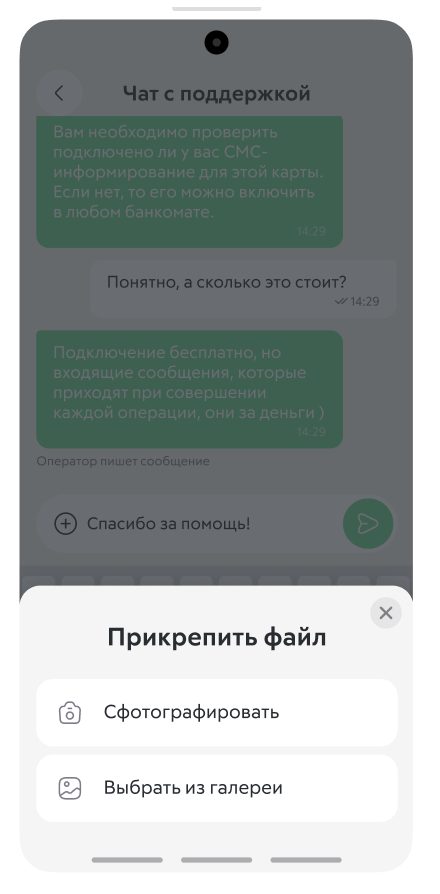 Чат с поддержкой
Вам необходимо проверить
подключено ли у вас СМС-
информирование для этой карты.
Если нет, то его можно включить
в любом банкомате.
14:29
Понятно, а сколько это стоит?
14:29
Подключение бесплатно, но
входящие сообщения, которые
приходят при совершении
каждой операции, они за деньги )
14:29
Оператор пишет сообщение
Спасибо за помощь!
Прикрепить файл
Сфотографировать
Выбрать из галереи